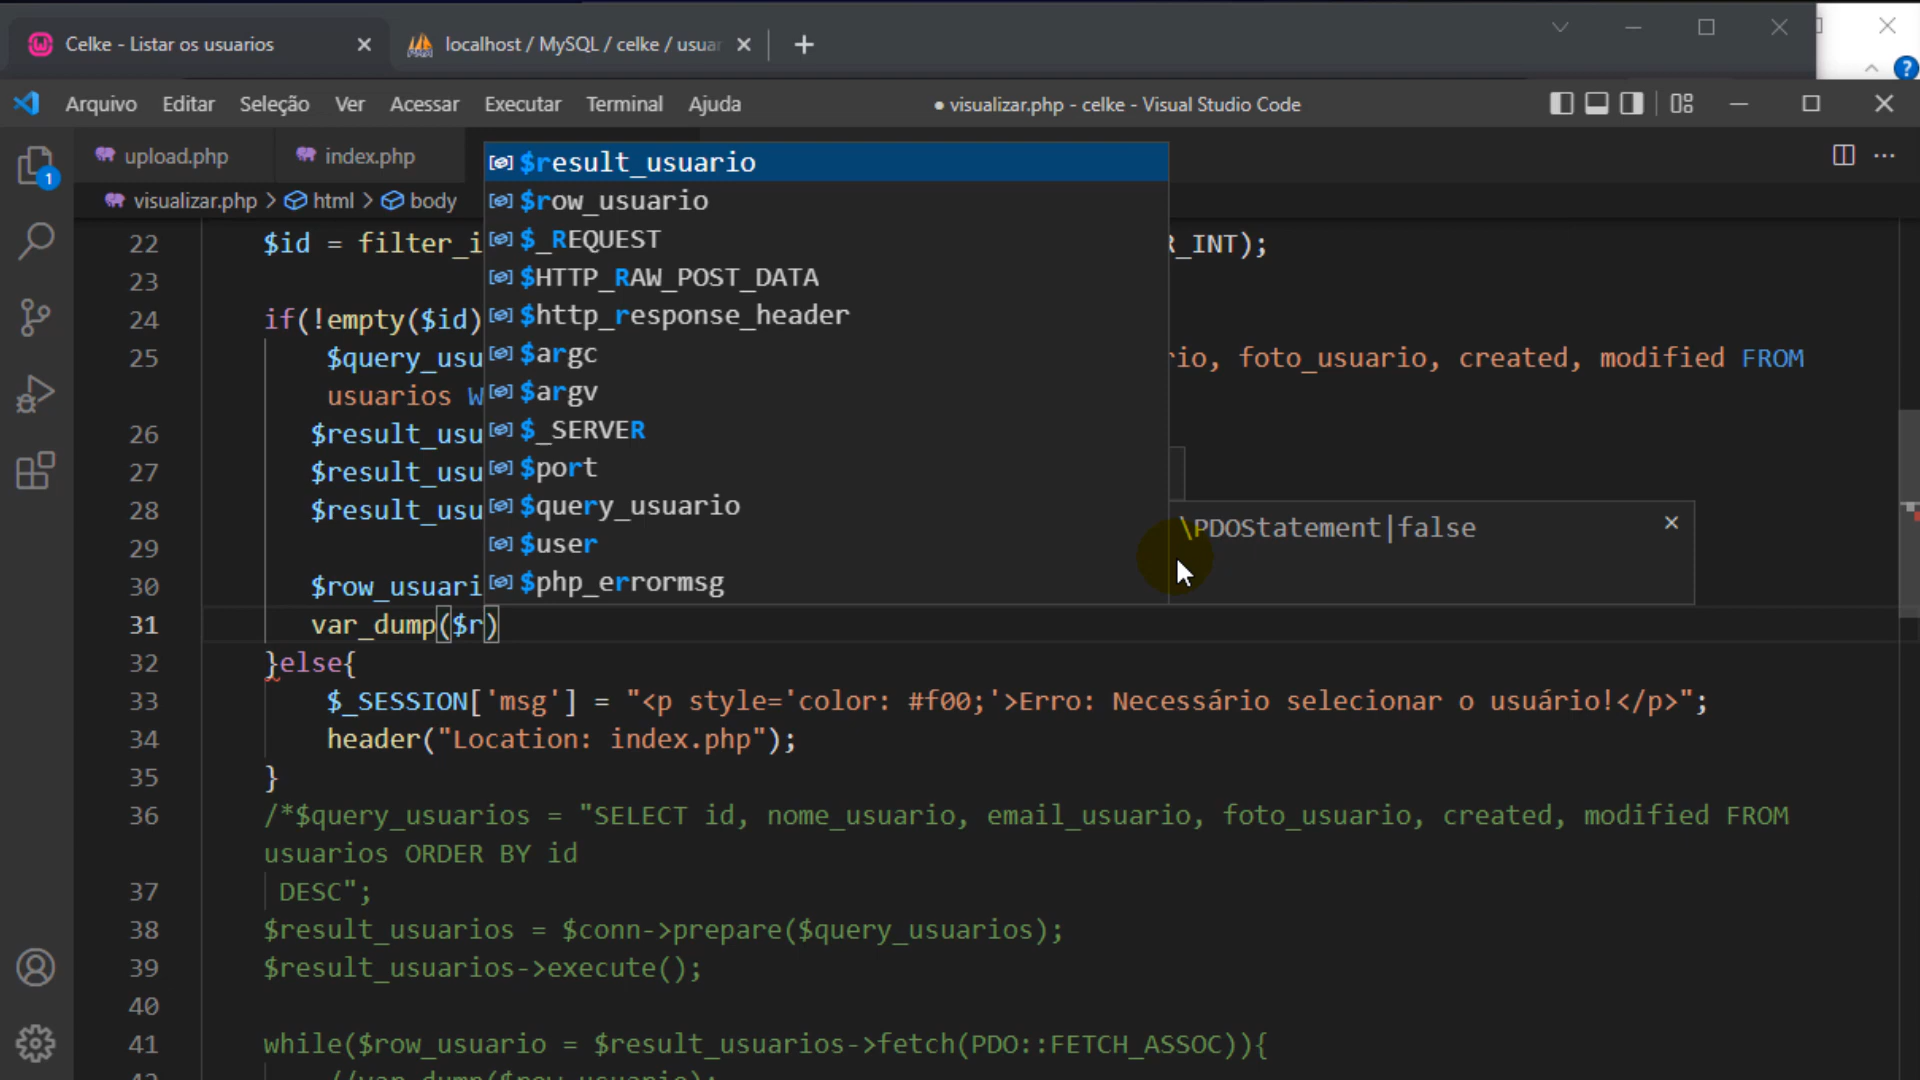 Celke - Listar os usuarios
localhost / MySQL / celke / usuar
Arquivo Editar Seleção Ver Acessar Executar Terminal Ajuda
● visualizar.php - celke - Visual Studio Code
1
upload.php index.php
visualizar.php > html > body
$result_usuario
$row_usuario
$_REQUEST
$HTTP_RAW_POST_DATA
$http_response_header
$argc
$argv
$_SERVER
$port
$query_usuario
$user
$php_errormsg
\PDOStatement|false
22 $id = filter_i R_INT);
23
24 if(!empty($id)
25 $query_usu rio, foto_usuario, created, modified FROM
usuarios W
26 $result_usu
27 $result_usu
28 $result_usu
29
30 $row_usuari
31 var_dump($r)
32 }else{
33 $_SESSION['msg'] = "<p style='color: #f00;'>Erro: Necessário selecionar o usuário!</p>";
34 header("Location: index.php");
35 }
36 /*$query_usuarios = "SELECT id, nome_usuario, email_usuario, foto_usuario, created, modified FROM
usuarios ORDER BY id
37 DESC";
38 $result_usuarios = $conn->prepare($query_usuarios);
39 $result_usuarios->execute();
40
41 while($row_usuario = $result_usuarios->fetch(PDO::FETCH_ASSOC)){
//var_dump($row_usuario);